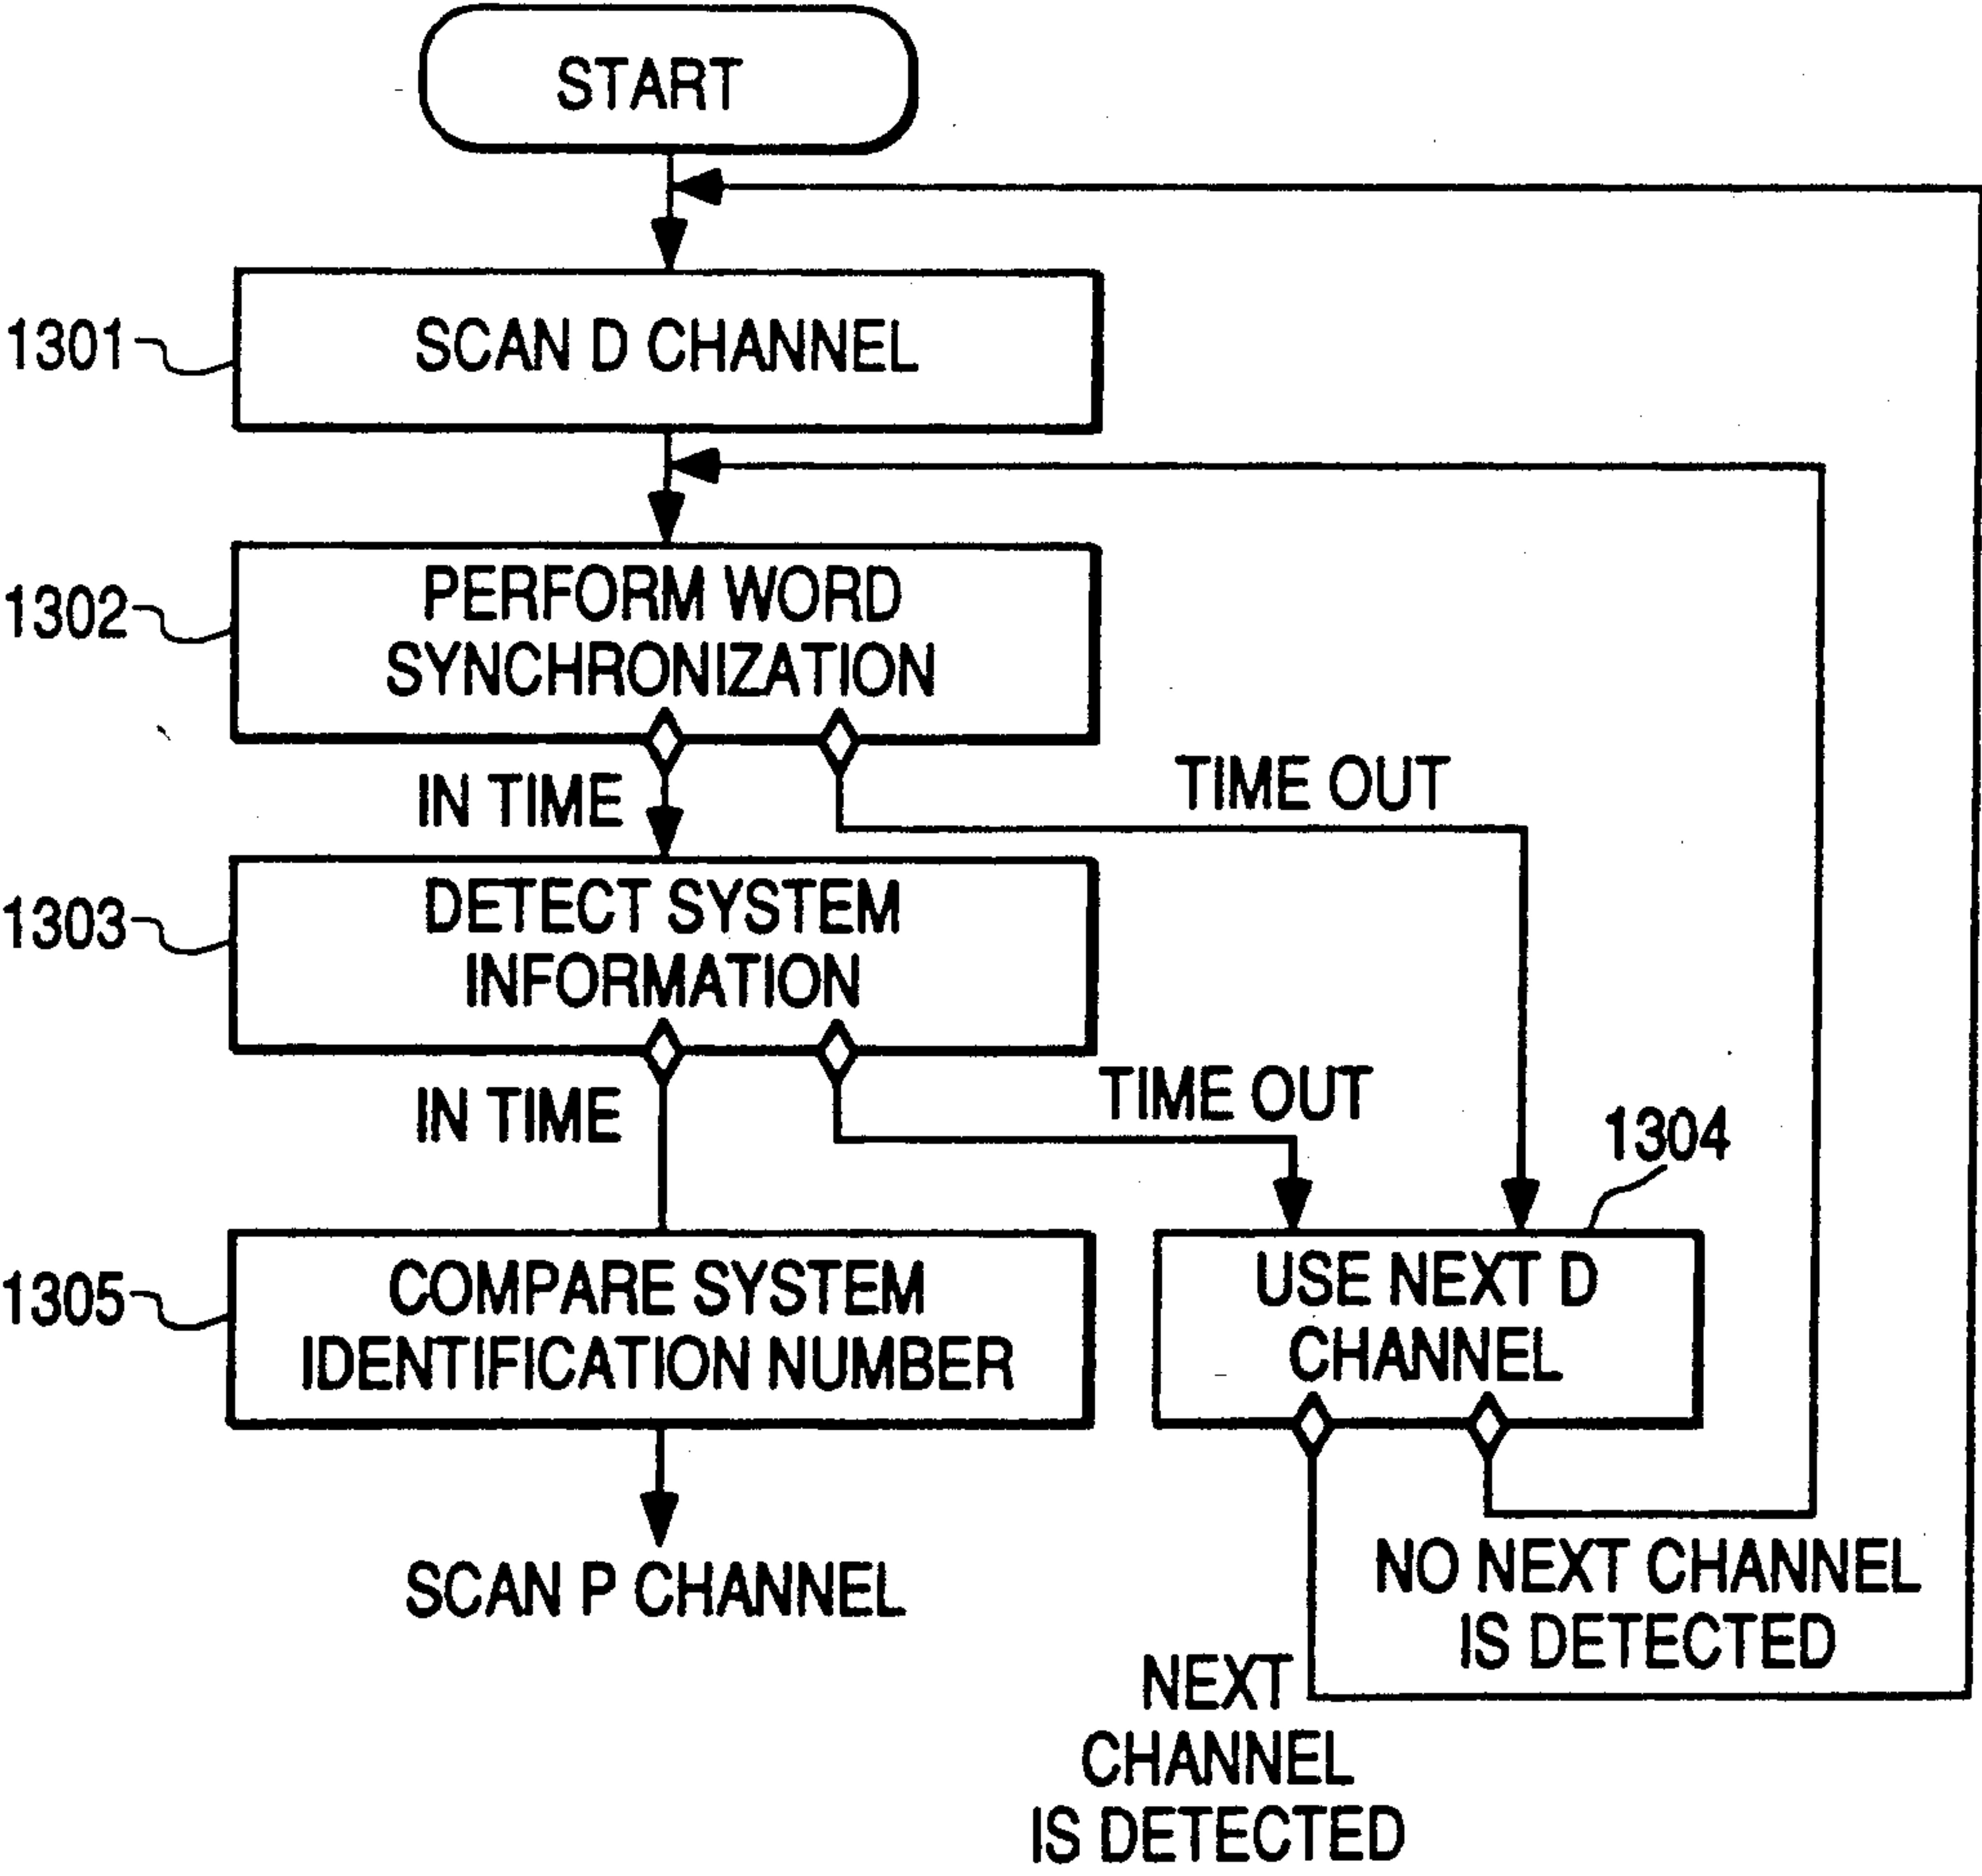 START
1301
SCAN D CHANNEL
1302
PERFORM WORD
SYNCHRONIZATION
IN TIME
TIME OUT
1303
DETECT SYSTEM
INFORMATION
IN TIME
TIME OUT
1304
1305
COMPARE SYSTEM
IDENTIFICATION NUMBER
USE NEXT D
CHANNEL
SCAN P CHANNEL
NO NEXT CHANNEL
IS DETECTED
NEXT
CHANNEL
IS DETECTED